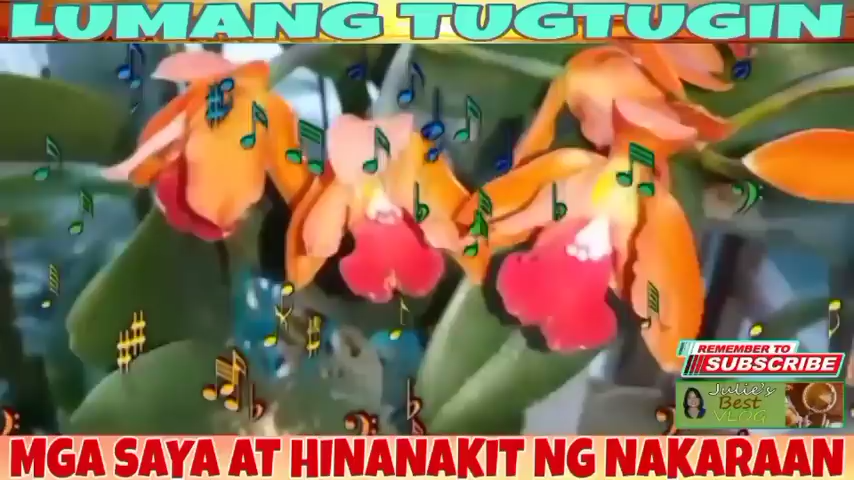 LUMANG TUGTUGIN
REMEMBER TO
SUBSCRIBE
Julie's
Best
VLOG
MGA SAYA AT HINANAKIT NG NAKARAAN